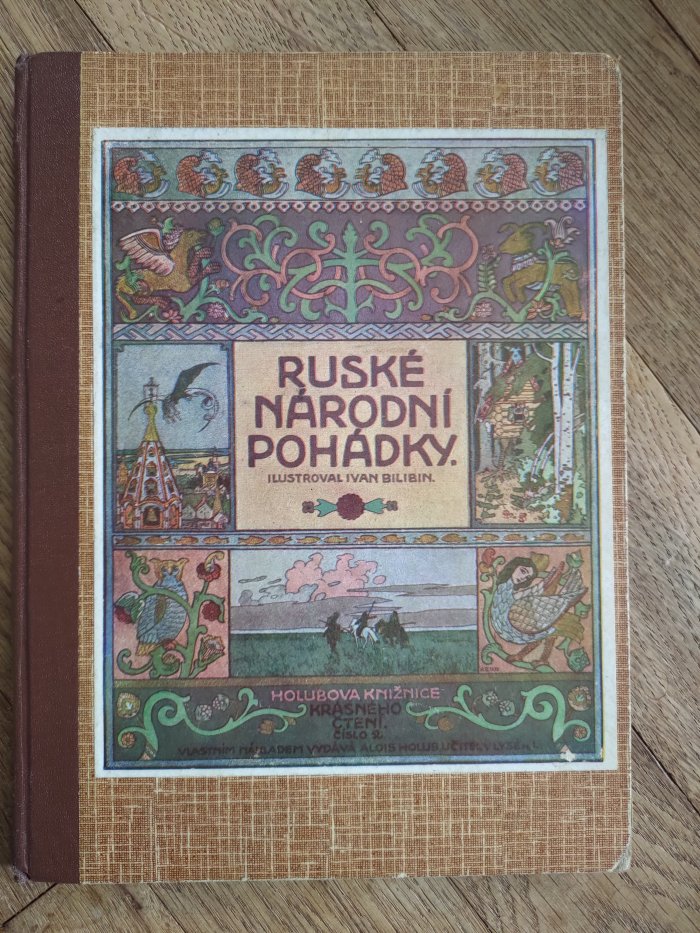 RUSKÉ
NÁRODNÍ
POHÁDKY.
ILUSTROVAL IVAN BILIBIN.
HOLUBOVA KNIŽNICE
KRÁSNÉHO
ČTENÍ.
ČÍSLO 2.
VLASTNÍM NÁKLADEM VYDÁVÁ ALOIS HOLUB, UČITEL V LYSÉ N. L.